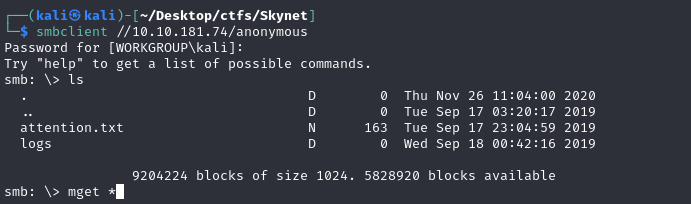 ┌──(kali㉿kali)-[~/Desktop/ctfs/Skynet]
└─$ smbclient //10.10.181.74/anonymous
Password for [WORKGROUP\kali]:
Try "help" to get a list of possible commands.
smb: \> ls
  .                                   D        0  Thu Nov 26 11:04:00 2020
  ..                                  D        0  Tue Sep 17 03:20:17 2019
  attention.txt                       N      163  Tue Sep 17 23:04:59 2019
  logs                                D        0  Wed Sep 18 00:42:16 2019
                9204224 blocks of size 1024. 5828920 blocks available
smb: \> mget *